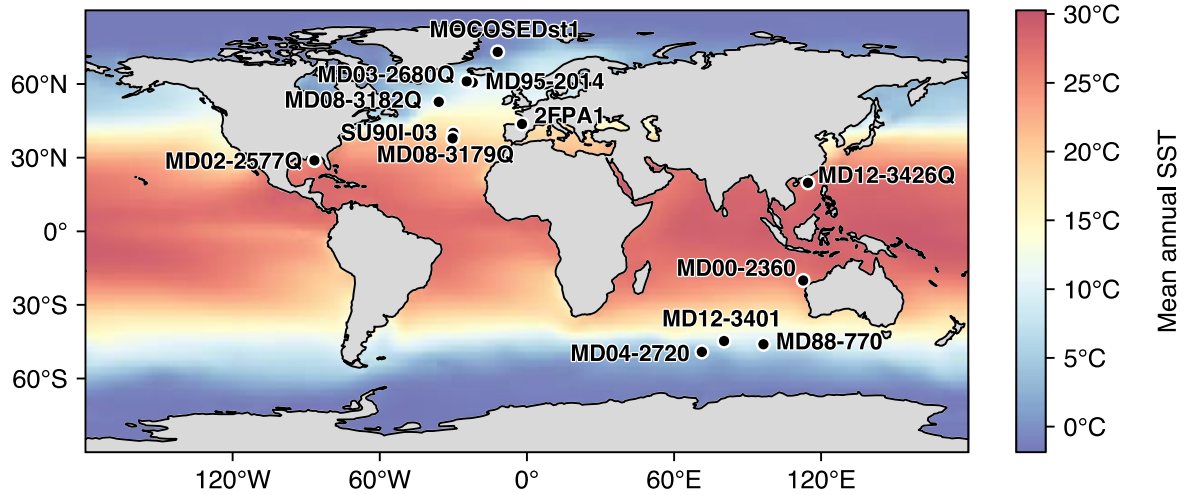 MOCOSEDst1
MD03-2680Q
MD95-2014
MD08-3182Q
2FPA1
SU90I-03
MD08-3179Q
MD02-2577Q
MD12-3426Q
MD00-2360
MD12-3401
MD88-770
MD04-2720
60°N
30°N
0°
30°S
60°S
120°W
60°W
0°
60°E
120°E
30°C
25°C
20°C
15°C
10°C
5°C
0°C
Mean annual SST